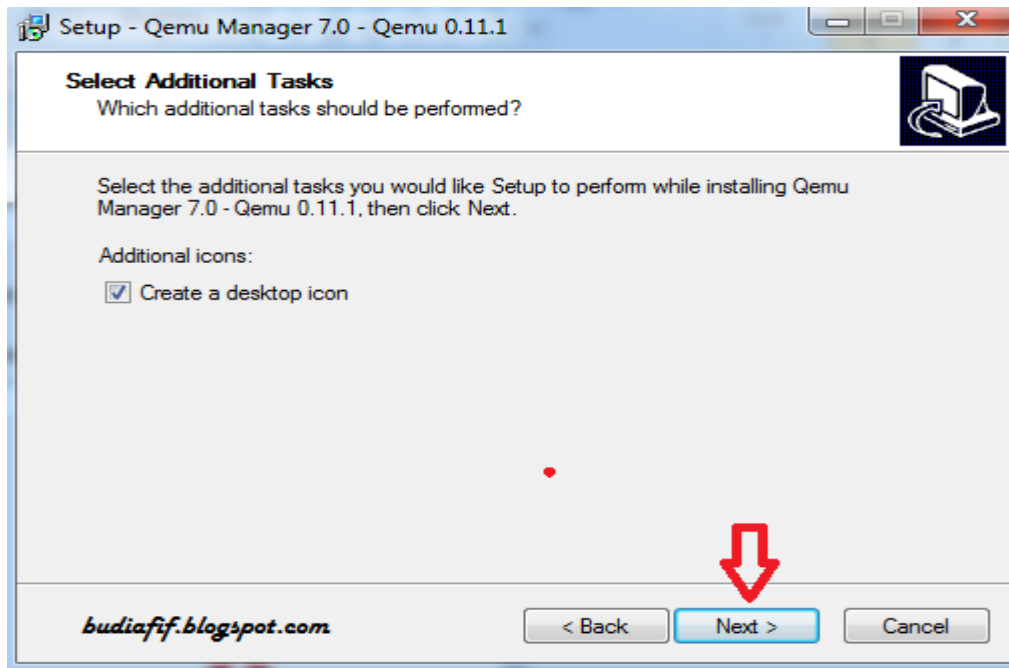 Setup - Qemu Manager 7.0 - Qemu 0.11.1
Select Additional Tasks
Which additional tasks should be performed?
Select the additional tasks you would like Setup to perform while installing Qemu
Manager 7.0 - Qemu 0.11.1, then click Next.
Additional icons:
Create a desktop icon
budiafif.blogspot.com
< Back
Next >
Cancel